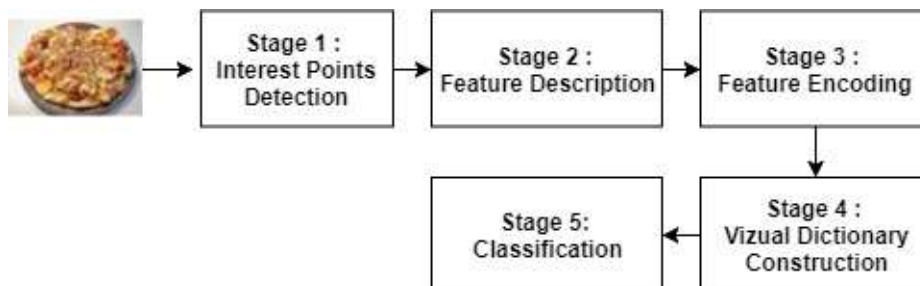 Stage 1 :
Interest Points
Detection
Stage 2 :
Feature Description
Stage 3 :
Feature Encoding
Stage 4 :
Vizual Dictionary
Construction
Stage 5:
Classification